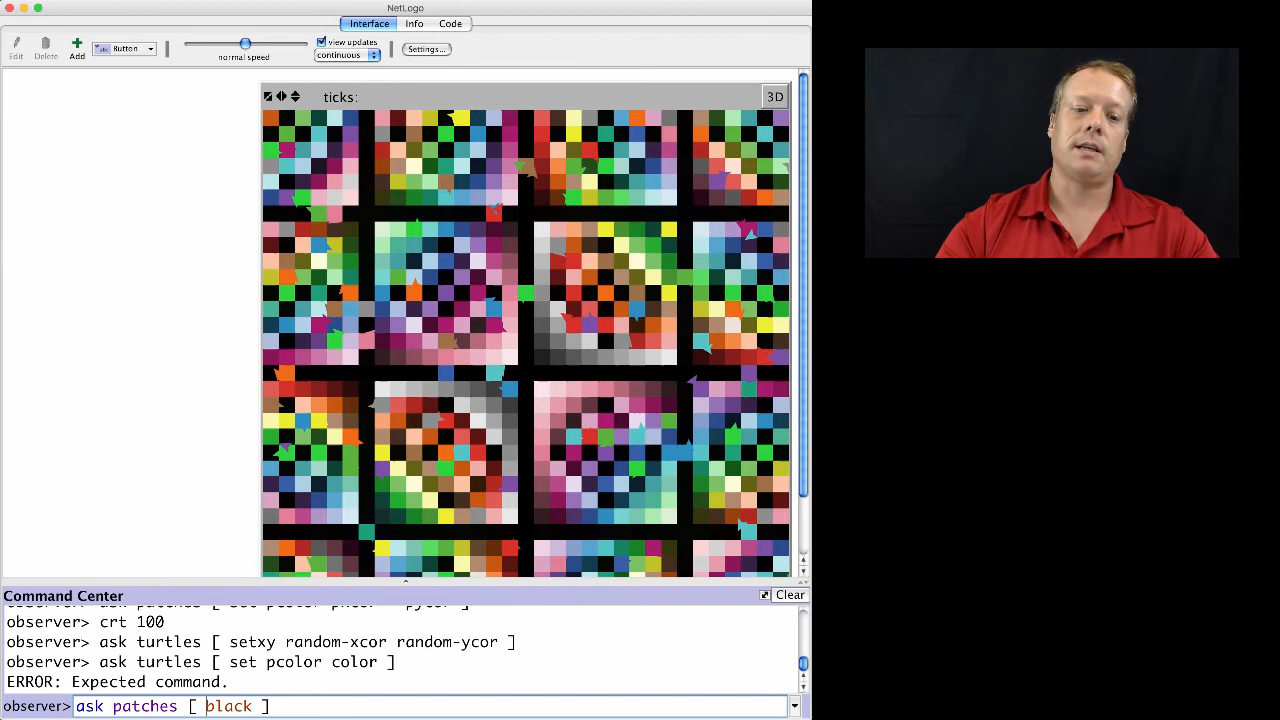 NetLogo
Interface Info Code
Edit Delete Add abc Button normal speed view updates continuous Settings...
ticks: 3D
Command Center Clear
observer> crt 100
observer> ask turtles [ setxy random-xcor random-ycor ]
observer> ask turtles [ set pcolor color ]
ERROR: Expected command.
observer> ask patches [ black ]